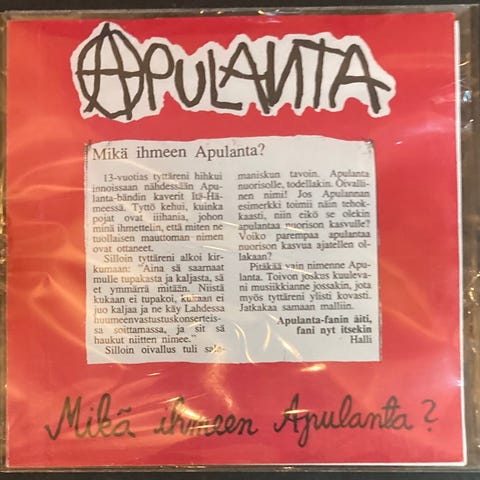 APULANTA
Mikä ihmeen Apulanta?
13-vuotias tyttäreni hihkui
innoissaan nähdessään Apu-
lanta-bändin kaverit Itä-Hä-
meessä. Tyttö kehui, kuinka
pojat ovat iiihania, johon
minä ihmettelin, että miten ne
tuollaisen mauttoman nimen
ovat ottaneet.
Silloin tyttäreni alkoi kir-
kumaan: "Aina sä saarnaat
mulle tupakasta ja kaljasta, sä
et ymmärrä mitään. Niistä
kukaan ei tupakoi, kukaan ei
juo kaljaa ja ne käy Lahdessa
huumeenvastustuskonserteis-
sa soittamassa, ja sit sä
haukut niitten nimee."
Silloin oivallus tuli sala-
maniskun tavoin. Apulanta
nuorisolle, todellakin. Oivalli-
nen nimi! Jos Apulannan
esimerkki toimii näin tehok-
kaasti, niin eikö se olekin
apulantaa nuorison kasvulle?
Voiko parempaa apulantaa
nuorison kasvua ajatellen ol-
lakaan?
Pitäkää vain nimenne Apu-
lanta. Toivon joskus kuuleva-
ni musiikkianne jossakin, jota
myös tyttäreni ylisti kovasti.
Jatkakaa samaan malliin.
Apulanta-fanin äiti,
fani nyt itsekin
Halli
Mikä ihmeen Apulanta?